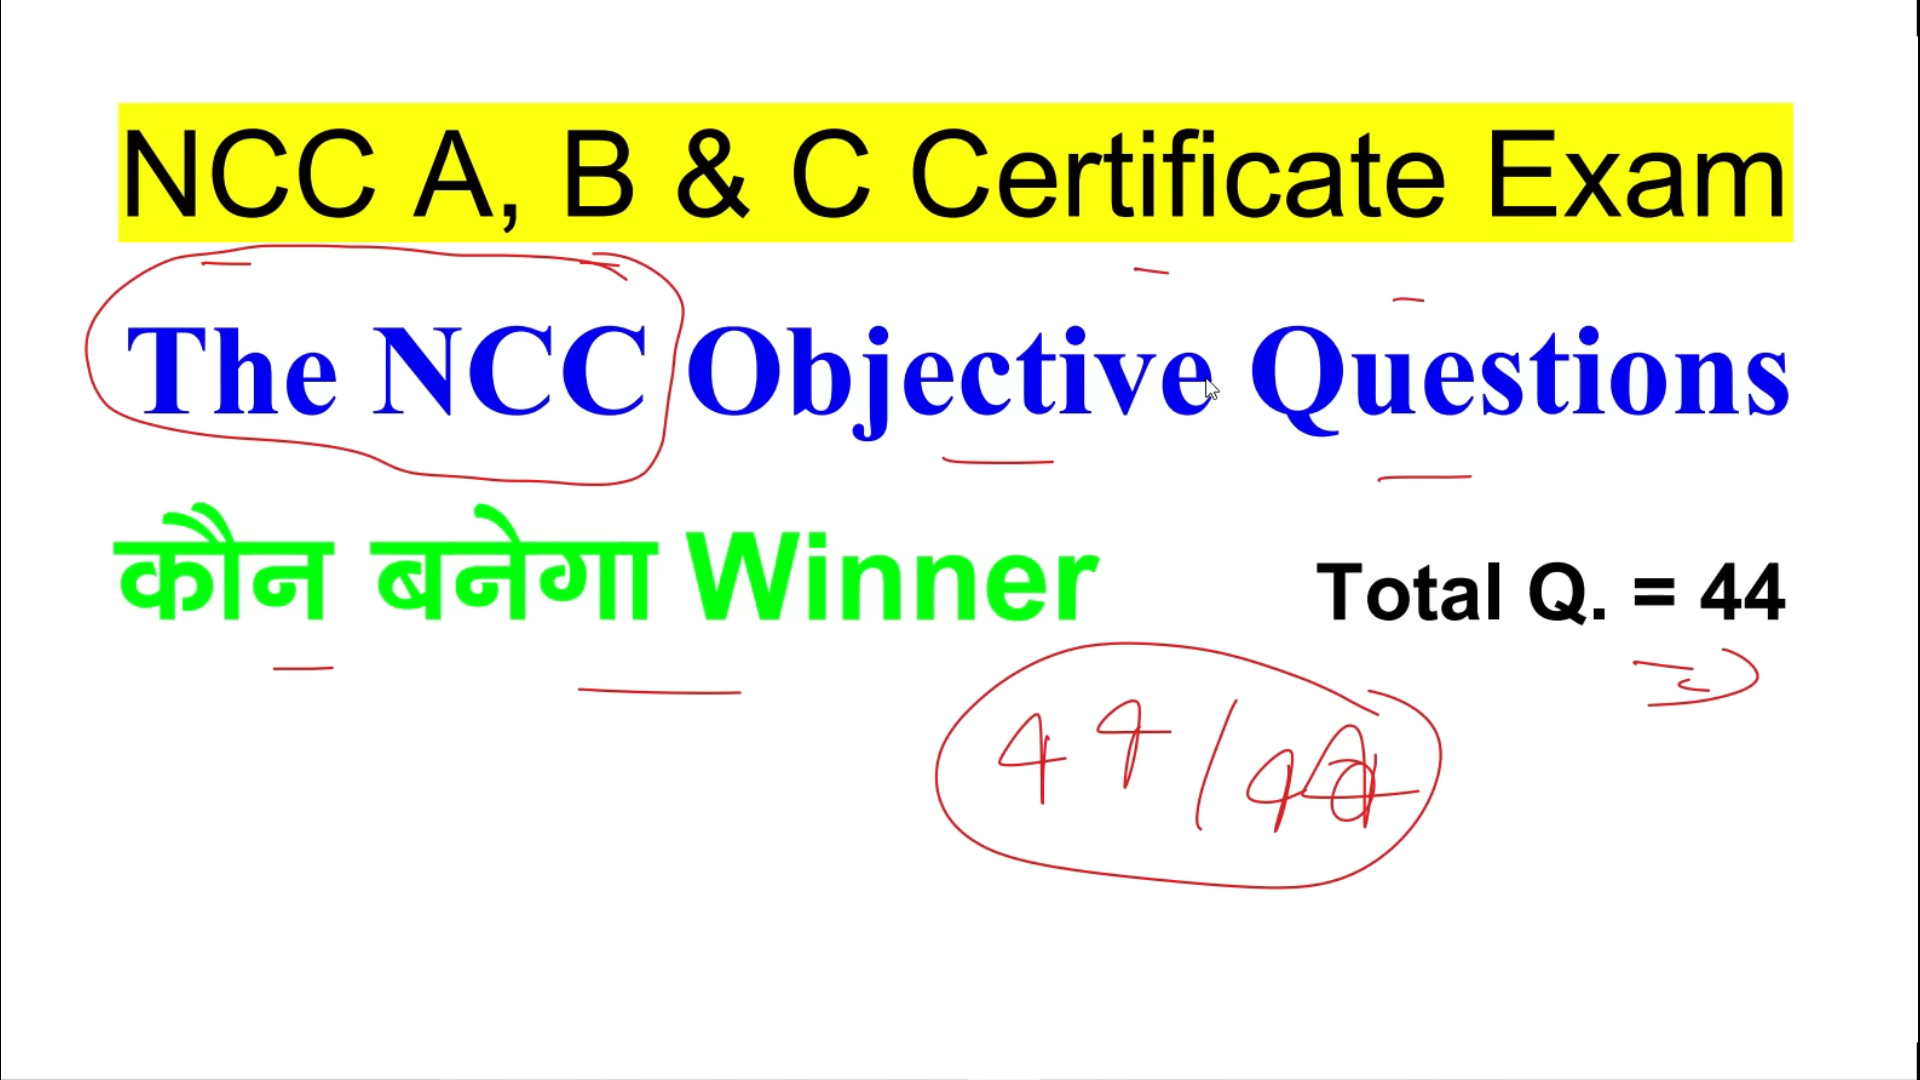 NCC A, B & C Certificate Exam
The NCC Objective Questions
कौन बनेगा Winner Total Q. = 44
44/44